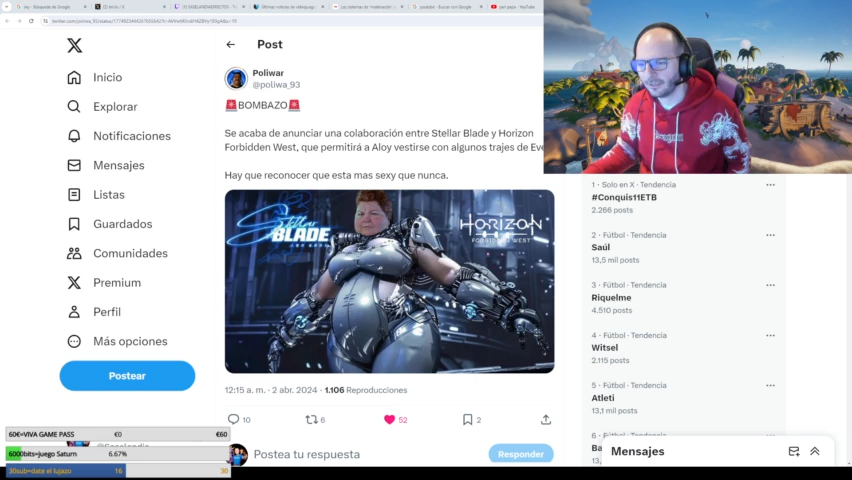 Post
Inicio
Explorar
Notificaciones
Mensajes
Listas
Guardados
Comunidades
Premium
Perfil
Más opciones
Postear
Poliwar
@poliwa_93
🚨BOMBAZO🚨
Se acaba de anunciar una colaboración entre Stellar Blade y Horizon
Forbidden West, que permitirá a Aloy vestirse con algunos trajes de Eve
Hay que reconocer que esta mas sexy que nunca.
Stellar
BLADE
HORIZON
FORBIDDEN WEST
12:15 a. m. · 2 abr. 2024 · 1.106 Reproducciones
10 6 52 2
Postea tu respuesta
Responder
1 · Solo en X · Tendencia
#Conquis11ETB
2.266 posts
2 · Fútbol · Tendencia
Saúl
13,5 mil posts
3 · Fútbol · Tendencia
Riquelme
4.510 posts
4 · Fútbol · Tendencia
Witsel
2.115 posts
5 · Fútbol · Tendencia
Atleti
13,1 mil posts
Mensajes
60€=VIVA GAME PASS €0 €60
6000bits=juego Saturn 6.67%
30sub=date el lujazo 16 30